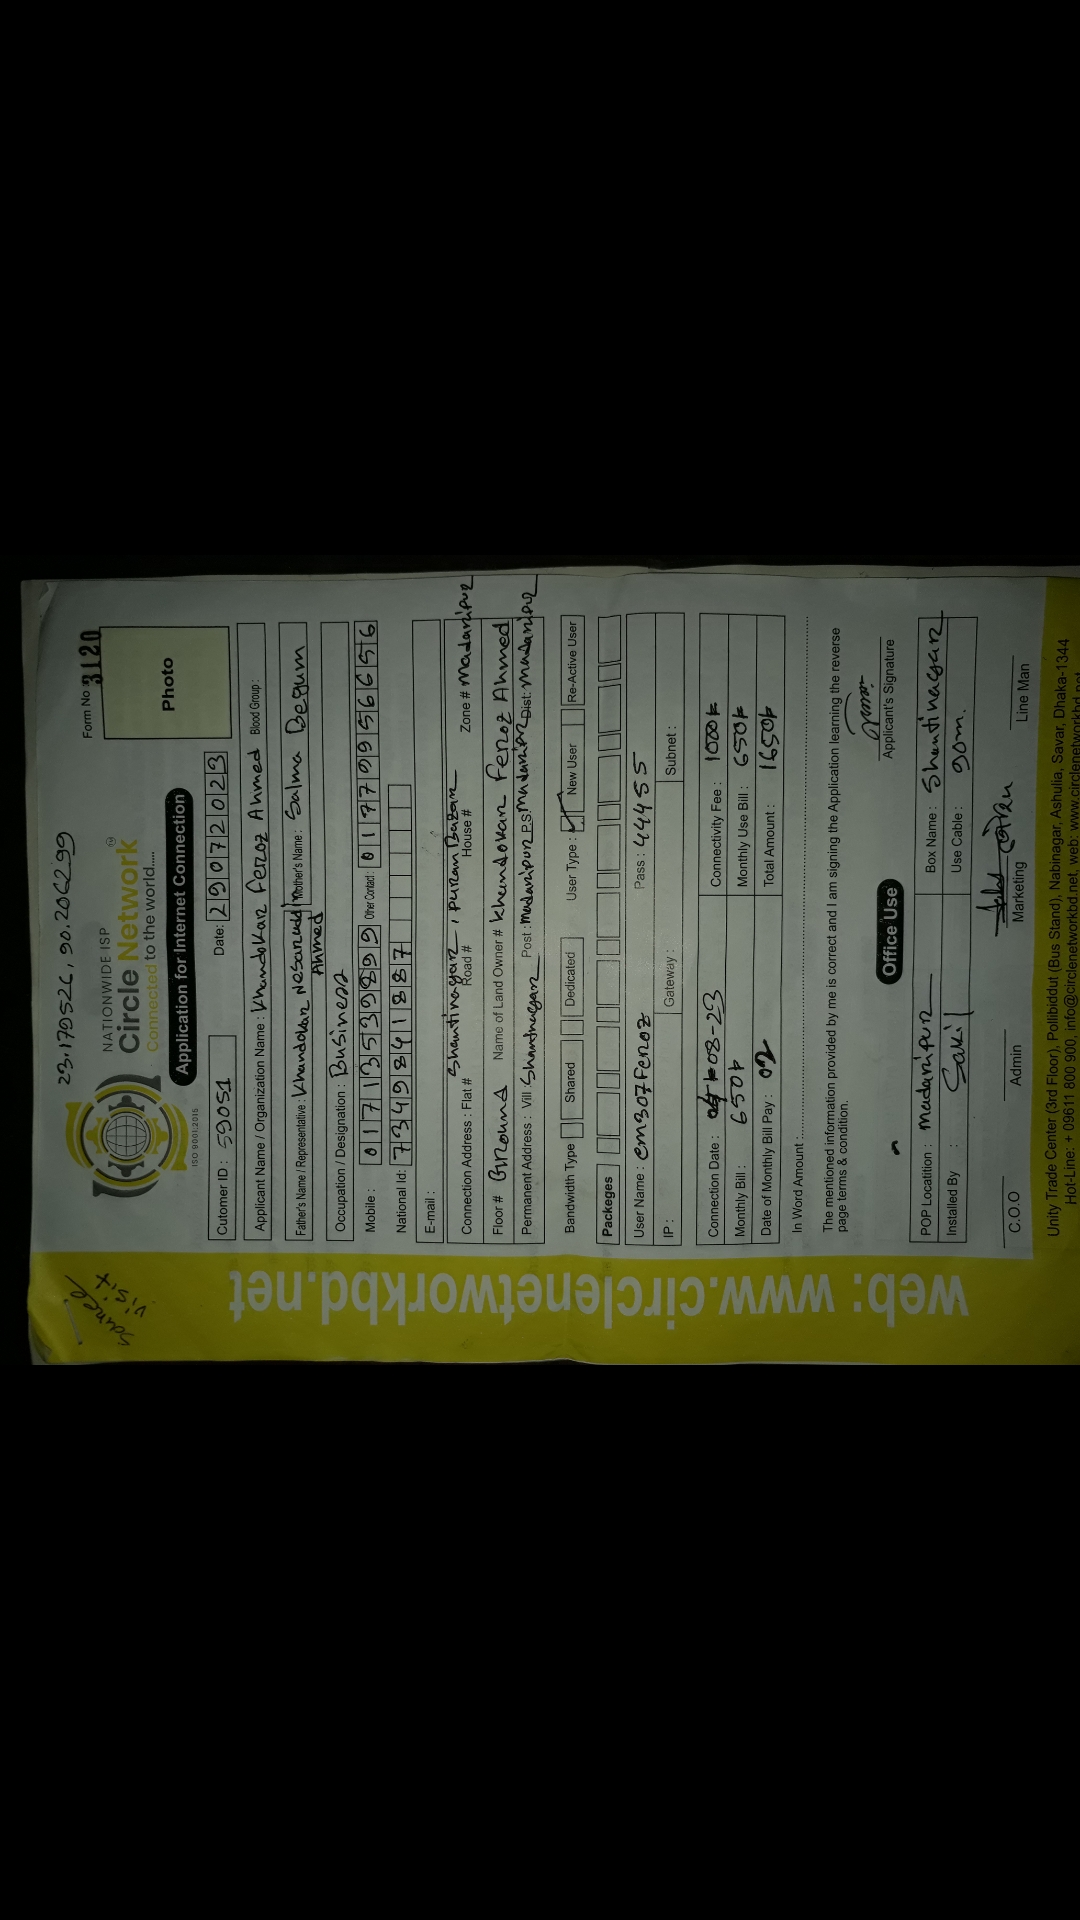 23.170526, 90.206299
Form No 3120
NATIONWIDE ISP
Circle Network
Connected to the world.....
ISO 9001:2015
Photo
Application for Internet Connection
Cutomer ID : 59051 Date: 29072023
Applicant Name / Organization Name : Khandokar Feroz Ahmed Blood Group :
Father's Name / Representative : Khandokar Nesaruddin Ahmed Mother's Name : Salma Begum
Occupation / Designation : Business
Mobile : 01713539899 Other Contact: 01779956656
National Id: 7349841887
E-mail :
Connection Address : Flat # Shantinagar, Puran Bazar Road # House # Zone # Madaripur
Floor # Ground Name of Land Owner # Khandokar Feroz Ahmed
Permanent Address : Vill : Shantinagar Post : Madaripur P.S Madaripur Dist: Madaripur
Bandwidth Type Shared Dedicated User Type : New User Re-Active User
Packeges
User Name : cm307Feroz Pass : 44455
IP : Gateway : Subnet :
Connection Date : 08-23 Connectivity Fee : 1000৳
Monthly Bill : 650৳ Monthly Use Bill : 650৳
Date of Monthly Bill Pay : 02 Total Amount : 1650৳
In Word Amount :
The mentioned information provided by me is correct and I am signing the Application learning the reverse
page terms & condition.
Applicant's Signature
Office Use
POP Locatition : Madaripur Box Name : Shantinagar
Installed By : Sakil Use Cable : 90m.
C.O.O Admin Marketing Line Man
Unity Trade Center (3rd Floor), Pollibiddut (Bus Stand), Nabinagar, Ashulia, Savar, Dhaka-1344
Hot-Line: + 09611 800 900, info@circlenetworkbd.net, web: www.circlenetworkbd.net
web: www.circlenetworkbd.net
visit